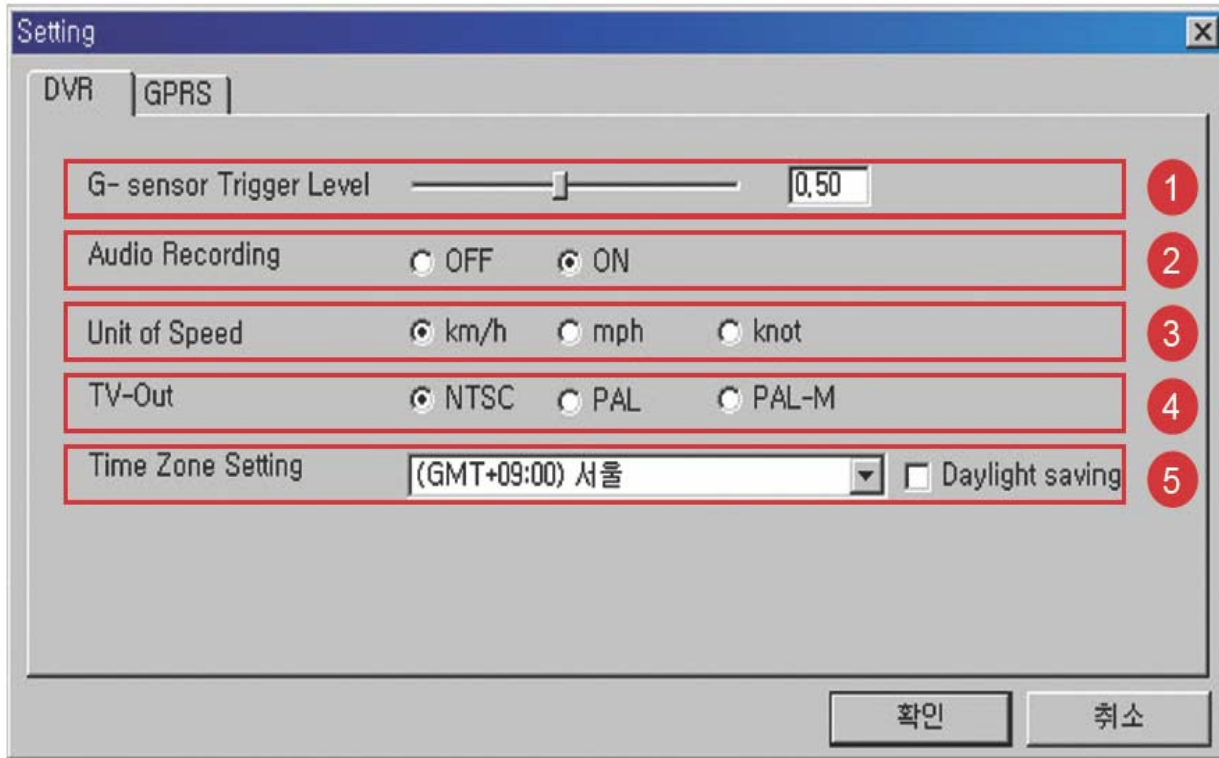 Setting
DVR GPRS
G- sensor Trigger Level 0,50 1
Audio Recording OFF ON 2
Unit of Speed km/h mph knot 3
TV-Out NTSC PAL PAL-M 4
Time Zone Setting (GMT+09:00) 서울 Daylight saving 5
확인 취소